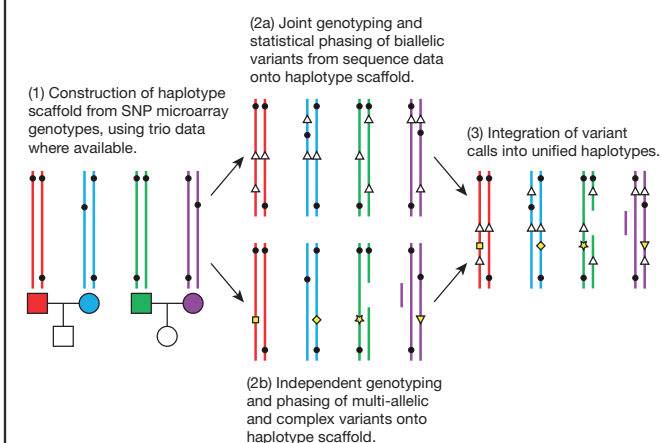 (2a) Joint genotyping and
statistical phasing of biallelic
variants from sequence data
onto haplotype scaffold.
(1) Construction of haplotype
scaffold from SNP microarray
genotypes, using trio data
where available.
(3) Integration of variant
calls into unified haplotypes.
(2b) Independent genotyping
and phasing of multi-allelic
and complex variants onto
haplotype scaffold.